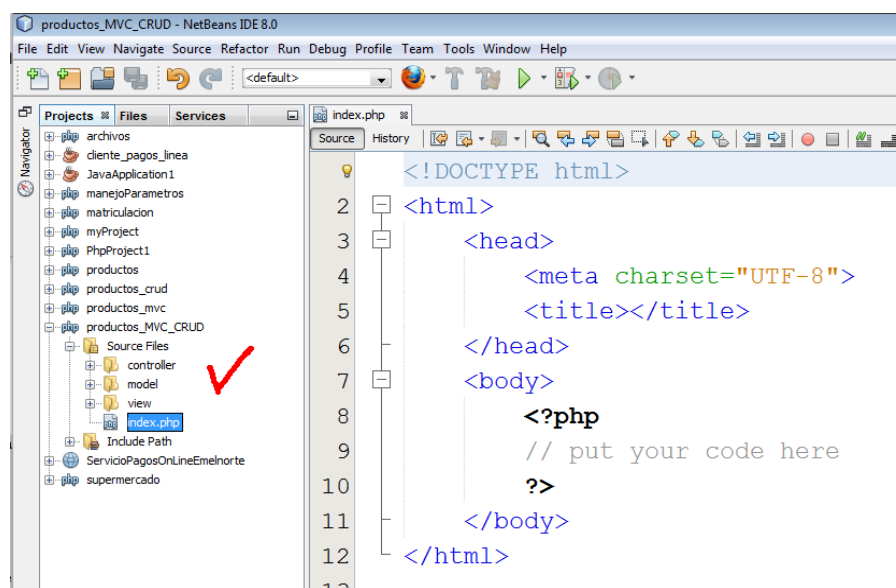 productos_MVC_CRUD - NetBeans IDE 8.0
File Edit View Navigate Source Refactor Run Debug Profile Team Tools Window Help
<default>
Projects Files Services
Navigator
archivos
cliente_pagos_linea
JavaApplication1
manejoParametros
matriculacion
myProject
PhpProject1
productos
productos_crud
productos_mvc
productos_MVC_CRUD
Source Files
controller
model
view
index.php
Include Path
ServicioPagosOnLineEmelnorte
supermercado
index.php
Source History
<!DOCTYPE html>
2 <html>
3 <head>
4 <meta charset="UTF-8">
5 <title></title>
6 </head>
7 <body>
8 <?php
9 // put your code here
10 ?>
11 </body>
12 </html>